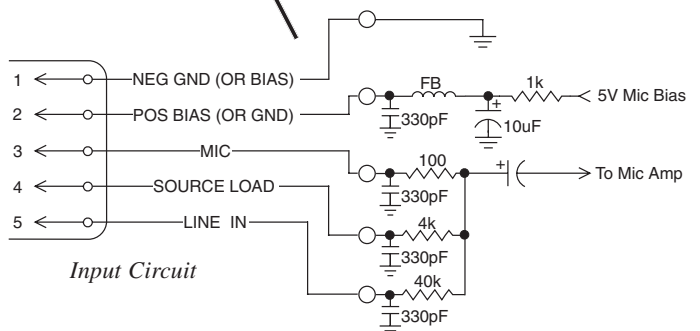 1 NEG GND (OR BIAS)
FB 1k
2 POS BIAS (OR GND) 330pF + 10uF 5V Mic Bias
3 MIC 100 + To Mic Amp
330pF
4 SOURCE LOAD 4k
330pF
5 LINE IN 40k
330pF
Input Circuit